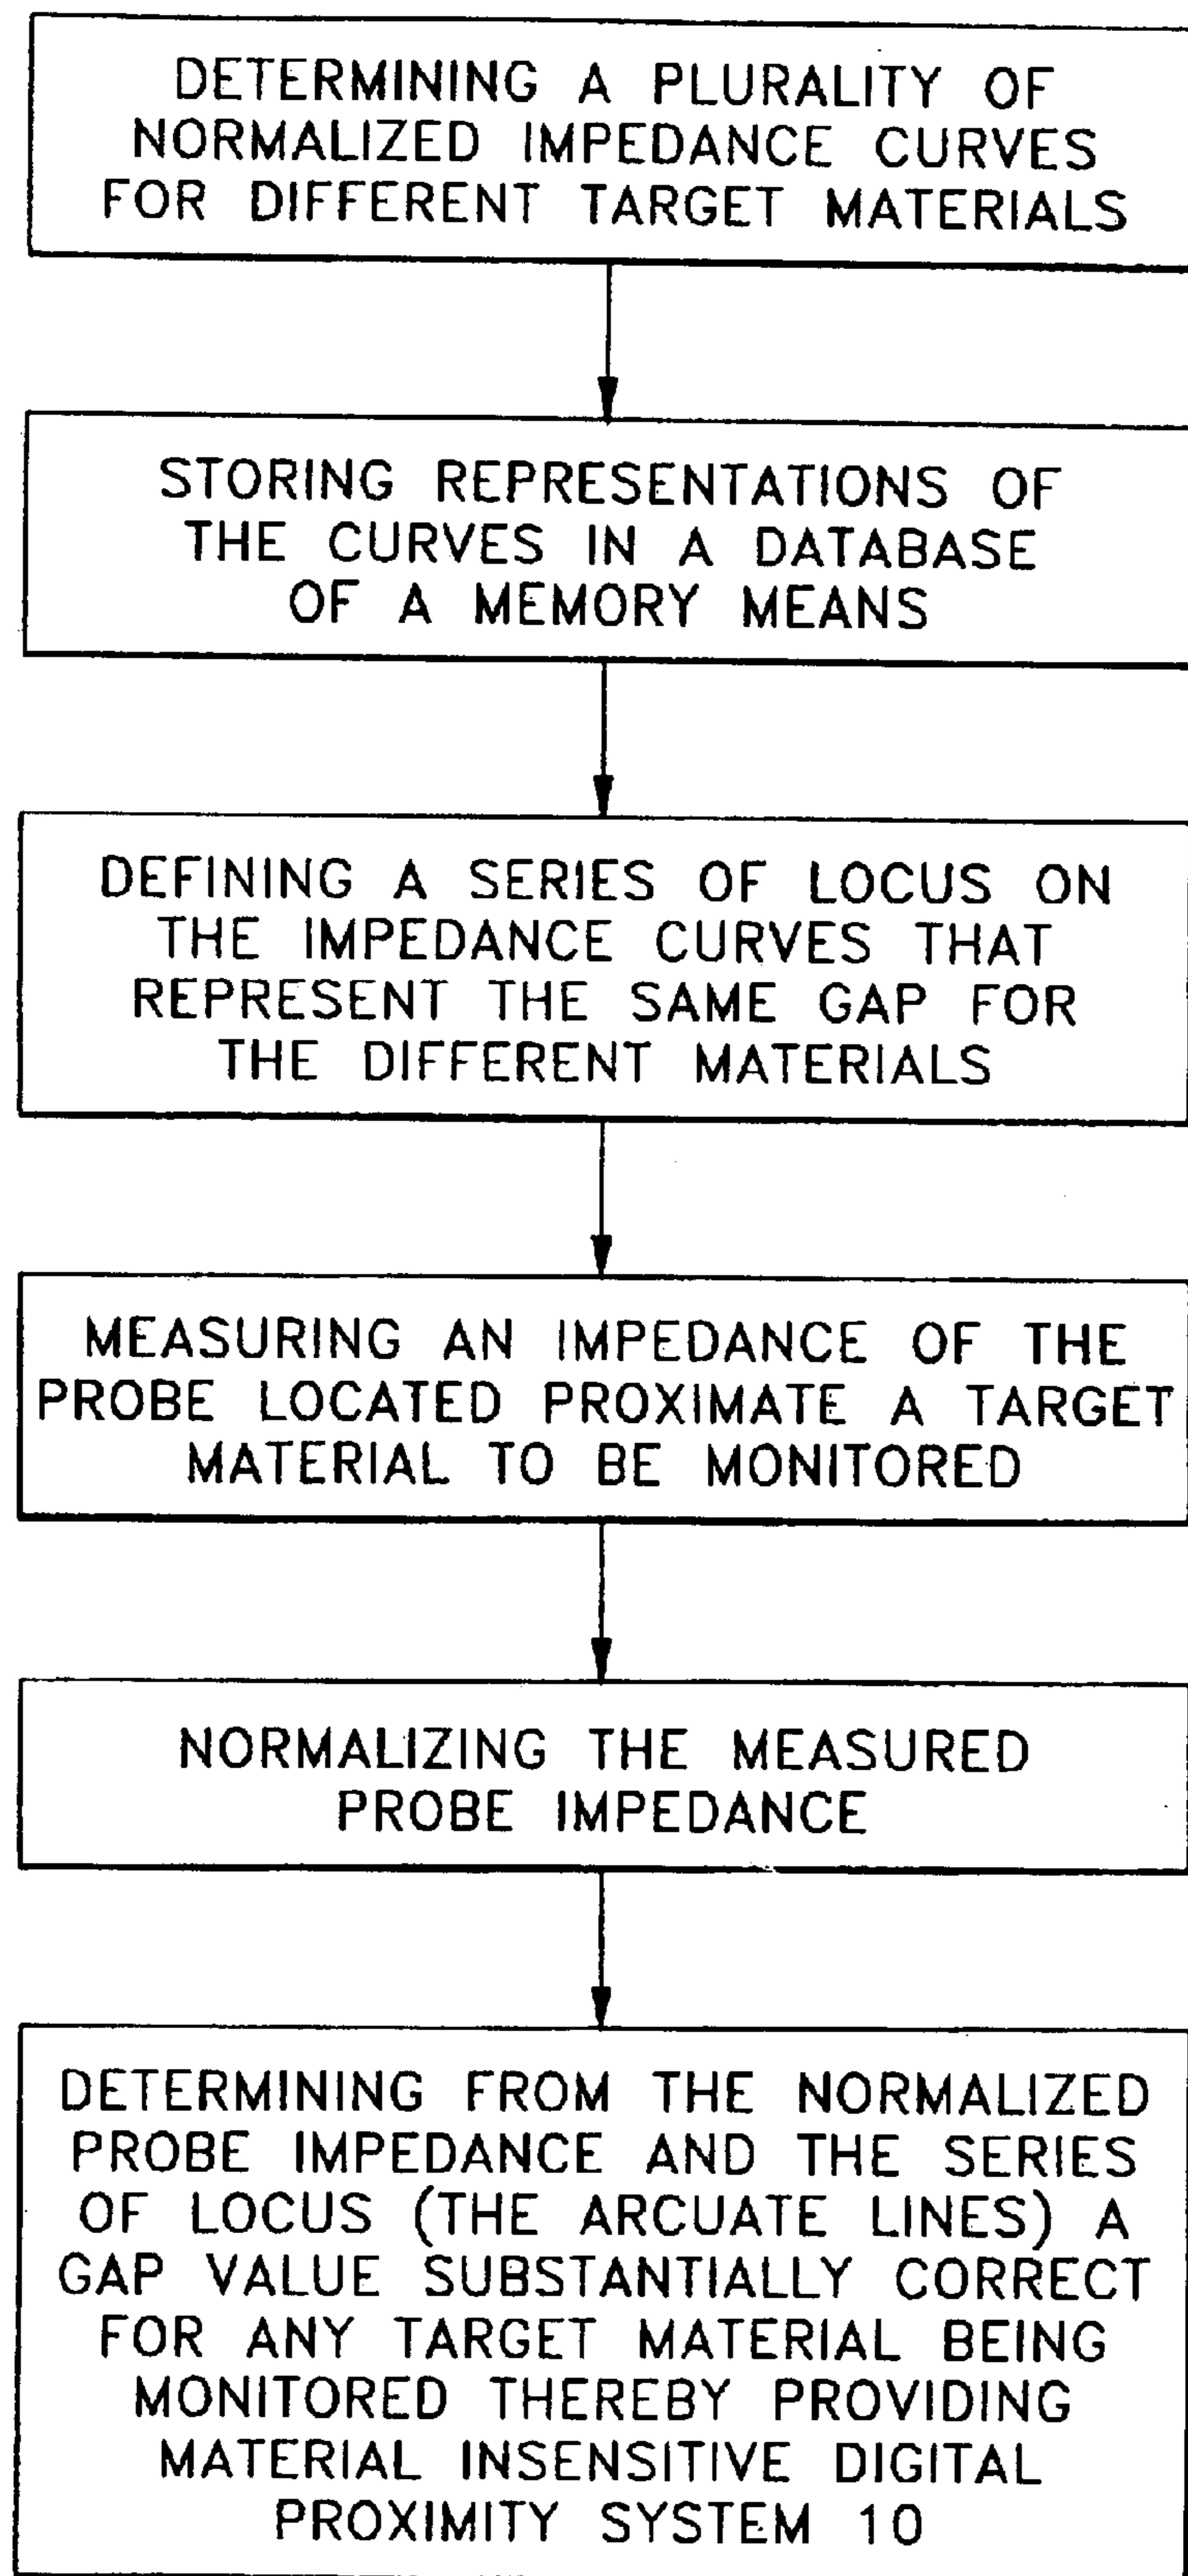 DETERMINING A PLURALITY OF
NORMALIZED IMPEDANCE CURVES
FOR DIFFERENT TARGET MATERIALS
STORING REPRESENTATIONS OF
THE CURVES IN A DATABASE
OF A MEMORY MEANS
DEFINING A SERIES OF LOCUS ON
THE IMPEDANCE CURVES THAT
REPRESENT THE SAME GAP FOR
THE DIFFERENT MATERIALS
MEASURING AN IMPEDANCE OF THE
PROBE LOCATED PROXIMATE A TARGET
MATERIAL TO BE MONITORED
NORMALIZING THE MEASURED
PROBE IMPEDANCE
DETERMINING FROM THE NORMALIZED
PROBE IMPEDANCE AND THE SERIES
OF LOCUS (THE ARCUATE LINES) A
GAP VALUE SUBSTANTIALLY CORRECT
FOR ANY TARGET MATERIAL BEING
MONITORED THEREBY PROVIDING
MATERIAL INSENSITIVE DIGITAL
PROXIMITY SYSTEM 10